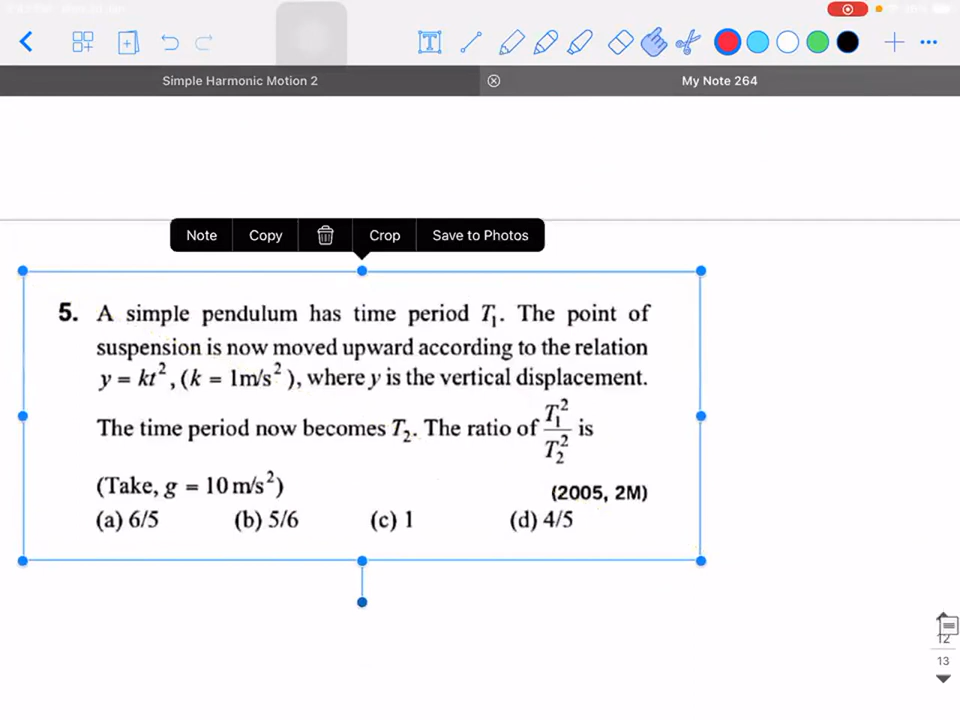 Simple Harmonic Motion 2
My Note 264
Note Copy Crop Save to Photos
5. A simple pendulum has time period T₁. The point of
suspension is now moved upward according to the relation
y = kt², (k = 1m/s²), where y is the vertical displacement.
The time period now becomes T₂. The ratio of T₁²/T₂² is
(Take, g = 10 m/s²)
(2005, 2M)
(a) 6/5 (b) 5/6 (c) 1 (d) 4/5
12
13